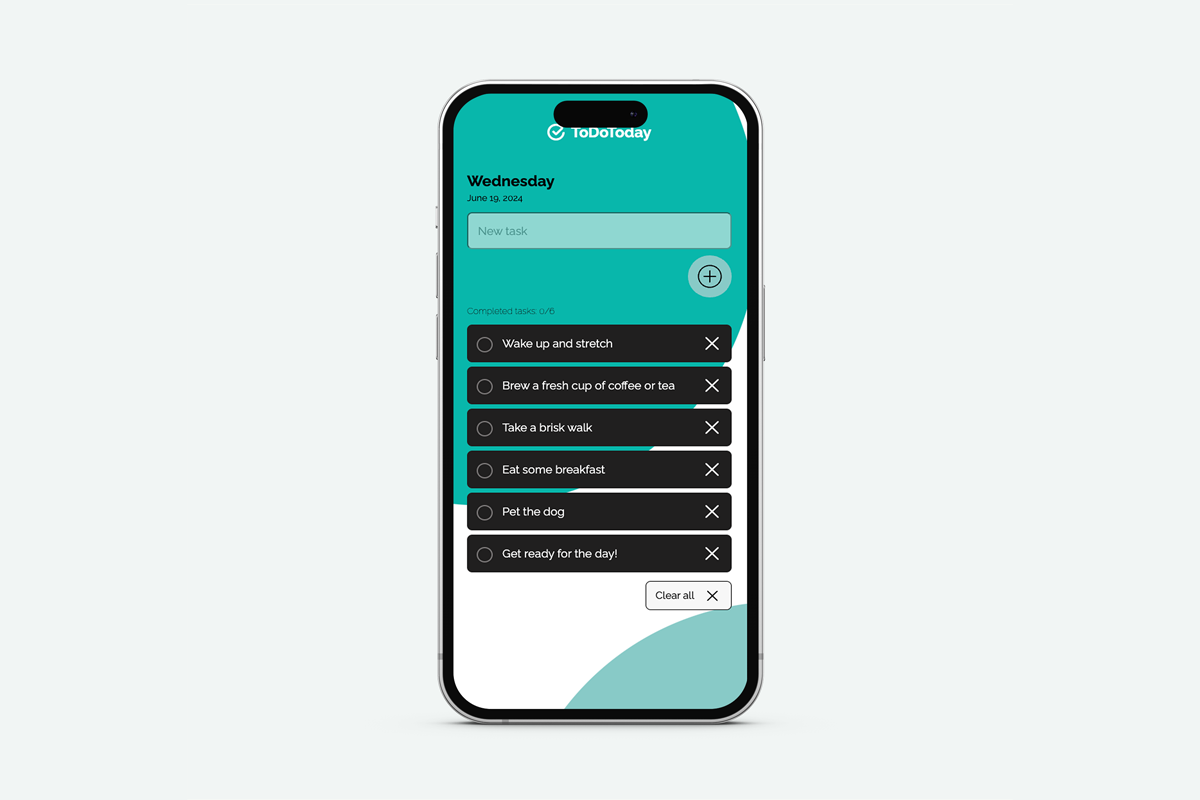 ToDoToday
Wednesday
June 19, 2024
New task
Completed tasks: 0/6
Wake up and stretch
Brew a fresh cup of coffee or tea
Take a brisk walk
Eat some breakfast
Pet the dog
Get ready for the day!
Clear all